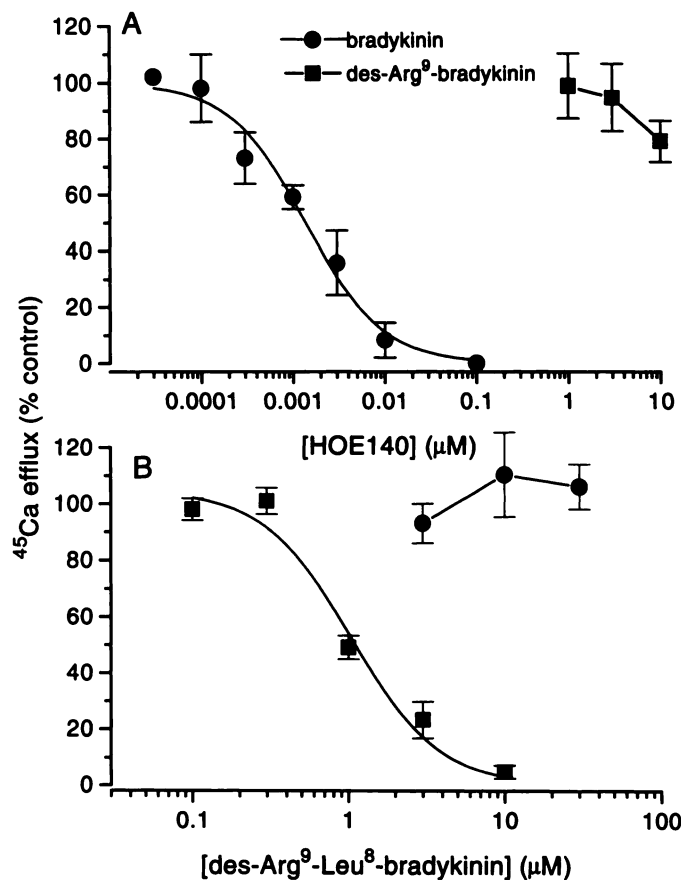 A
bradykinin
des-Arg⁹-bradykinin
120
100
80
60
40
20
0
0.0001 0.001 0.01 0.1 1 10
[HOE140] (μM)
⁴⁵Ca efflux (% control)
B
120
100
80
60
40
20
0
0.1 1 10 100
[des-Arg⁹-Leu⁸-bradykinin] (μM)